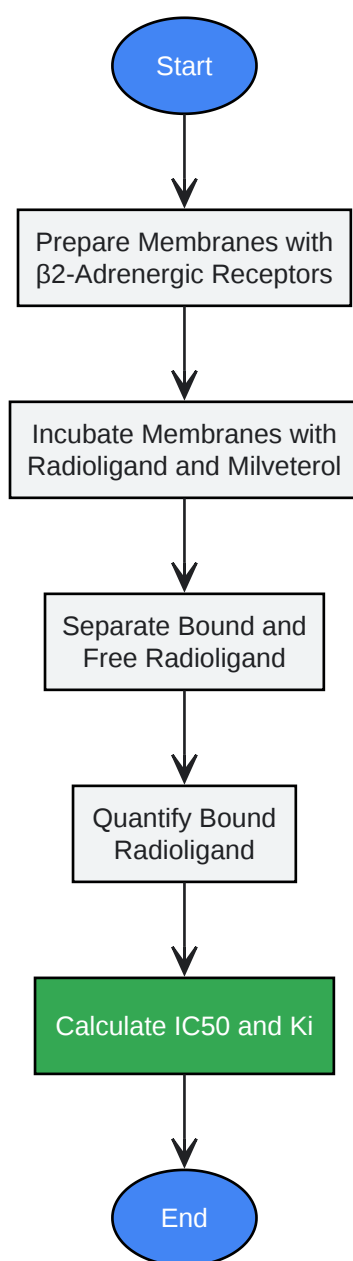 Start
Prepare Membranes with
β2-Adrenergic Receptors
Incubate Membranes with
Radioligand and Milveterol
Separate Bound and
Free Radioligand
Quantify Bound
Radioligand
Calculate IC50 and Ki
End